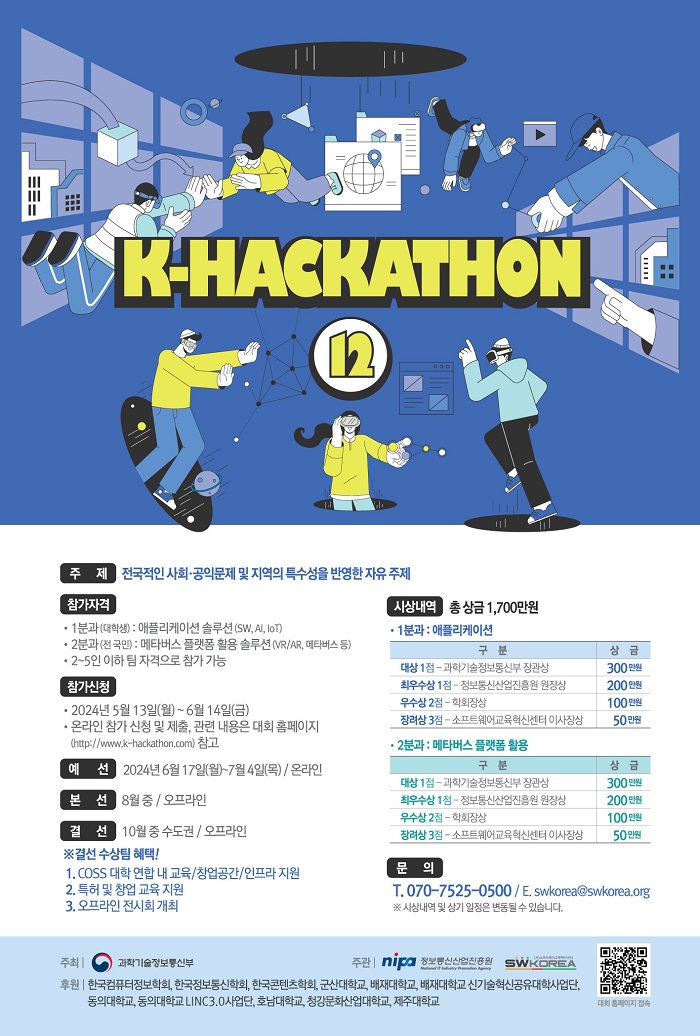 K-HACKATHON
12
주 제 전국적인 사회·공익문제 및 지역의 특수성을 반영한 자유 주제
참가자격
• 1분과 (대학생) : 애플리케이션 솔루션 (SW, AI, IoT)
• 2분과 (전 국민) : 메타버스 플랫폼 활용 솔루션 (VR/AR, 메타버스 등)
• 2~5인 이하 팀 자격으로 참가 가능
참가신청
• 2024년 5월 13일(월) ~ 6월 14일(금)
• 온라인 참가 신청 및 제출, 관련 내용은 대회 홈페이지
(http://www.k-hackathon.com) 참고
예 선 2024년 6월 17일(월)~7월 4일(목) / 온라인
본 선 8월 중 / 오프라인
결 선 10월 중 수도권 / 오프라인
※결선 수상팀 혜택!
1. COSS 대학 연합 내 교육/창업공간/인프라 지원
2. 특허 및 창업 교육 지원
3. 오프라인 전시회 개최
시상내역 총 상금 1,700만원
• 1분과 : 애플리케이션
구 분 상 금
대상 1점 – 과학기술정보통신부 장관상 300만원
최우수상 1점 – 정보통신산업진흥원 원장상 200만원
우수상 2점 – 학회장상 100만원
장려상 3점 – 소프트웨어교육혁신센터 이사장상 50만원
• 2분과 : 메타버스 플랫폼 활용
구 분 상 금
대상 1점 – 과학기술정보통신부 장관상 300만원
최우수상 1점 – 정보통신산업진흥원 원장상 200만원
우수상 2점 – 학회장상 100만원
장려상 3점 – 소프트웨어교육혁신센터 이사장상 50만원
문 의
T. 070-7525-0500 / E. swkorea@swkorea.org
※ 시상내역 및 상기 일정은 변동될 수 있습니다.
주최 | 과학기술정보통신부
주관 | nipa 정보통신산업진흥원
National IT Industry Promotion Agency
SWKOREA
후원 | 한국컴퓨터정보학회, 한국정보통신학회, 한국콘텐츠학회, 군산대학교, 배재대학교, 배재대학교 신기술혁신공유대학사업단,
동의대학교, 동의대학교 LINC3.0사업단, 호남대학교, 청강문화산업대학교, 제주대학교
대회 홈페이지 접속